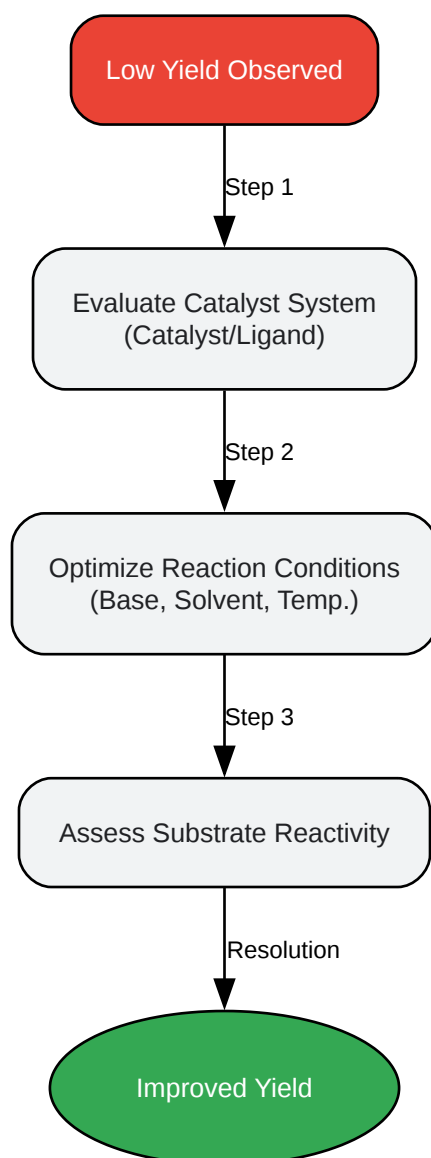 Low Yield Observed
Step 1
Evaluate Catalyst System
(Catalyst/Ligand)
Step 2
Optimize Reaction Conditions
(Base, Solvent, Temp.)
Step 3
Assess Substrate Reactivity
Resolution
Improved Yield